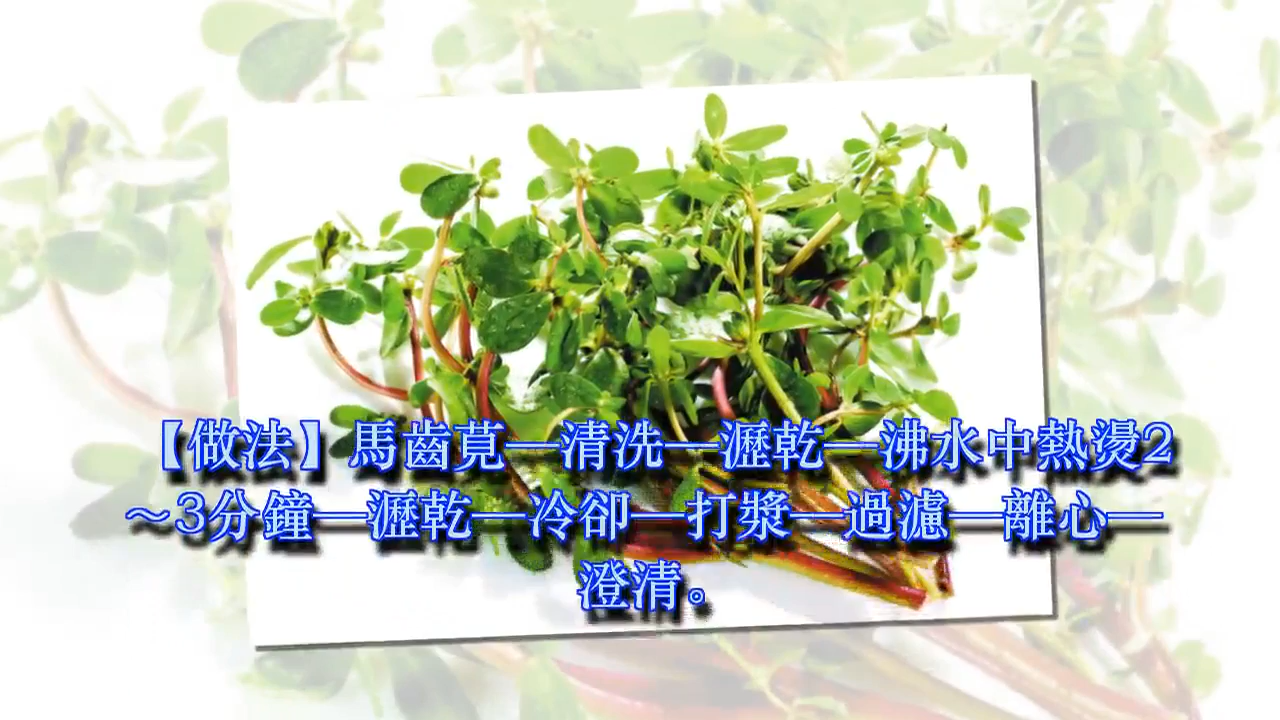 【做法】馬齒莧—清洗—瀝乾—沸水中熱燙2
～3分鐘—瀝乾—冷卻—打漿—過濾—離心—
澄清。